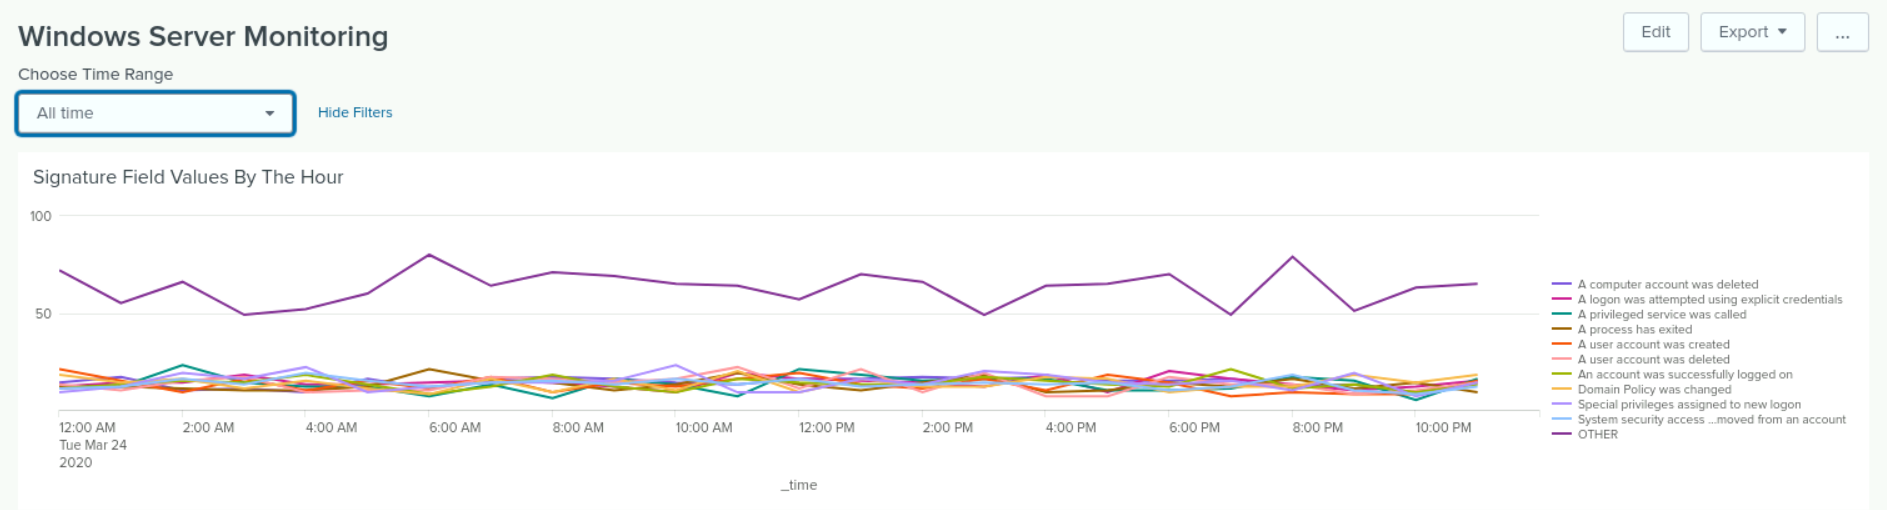 Windows Server Monitoring
Edit
Export
...
Choose Time Range
All time
Hide Filters
Signature Field Values By The Hour
100
50
12:00 AM
Tue Mar 24
2020
2:00 AM
4:00 AM
6:00 AM
8:00 AM
10:00 AM
12:00 PM
2:00 PM
4:00 PM
6:00 PM
8:00 PM
10:00 PM
_time
A computer account was deleted
A logon was attempted using explicit credentials
A privileged service was called
A process has exited
A user account was created
A user account was deleted
An account was successfully logged on
Domain Policy was changed
Special privileges assigned to new logon
System security access ...moved from an account
OTHER